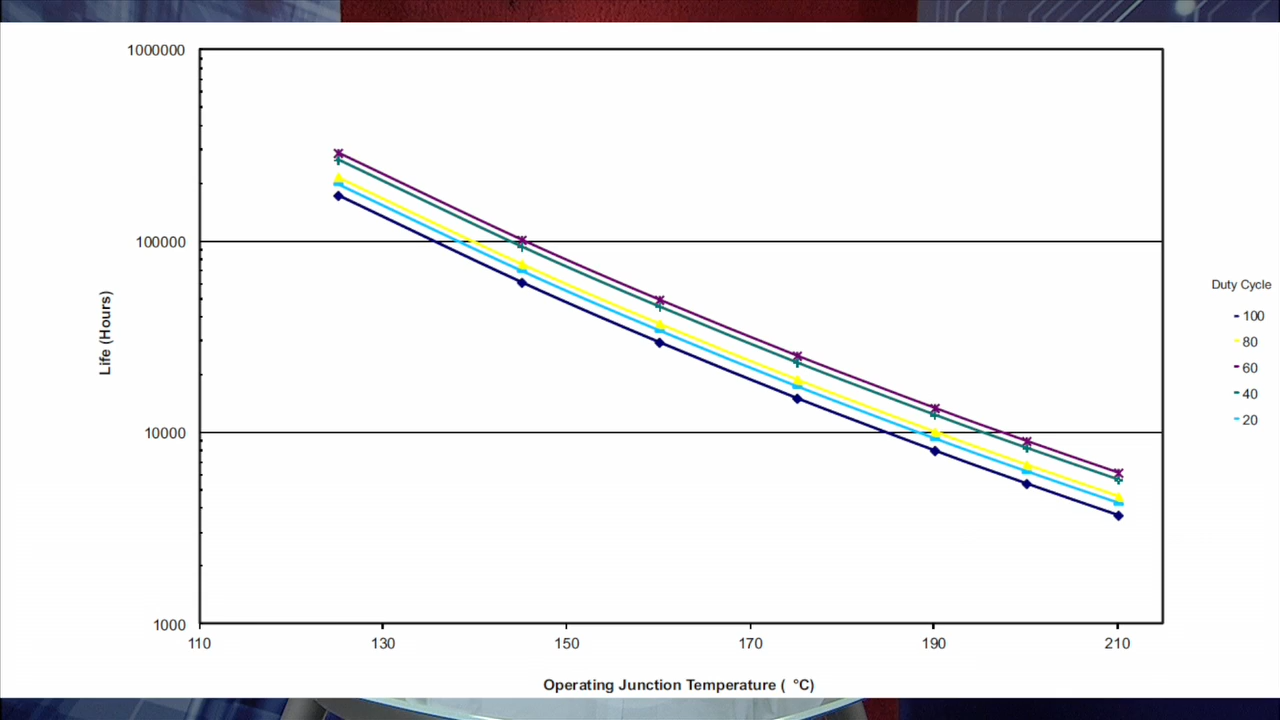 1000000
100000
10000
1000
Life (Hours)
110 130 150 170 190 210
Operating Junction Temperature ( °C)
Duty Cycle
100
80
60
40
20